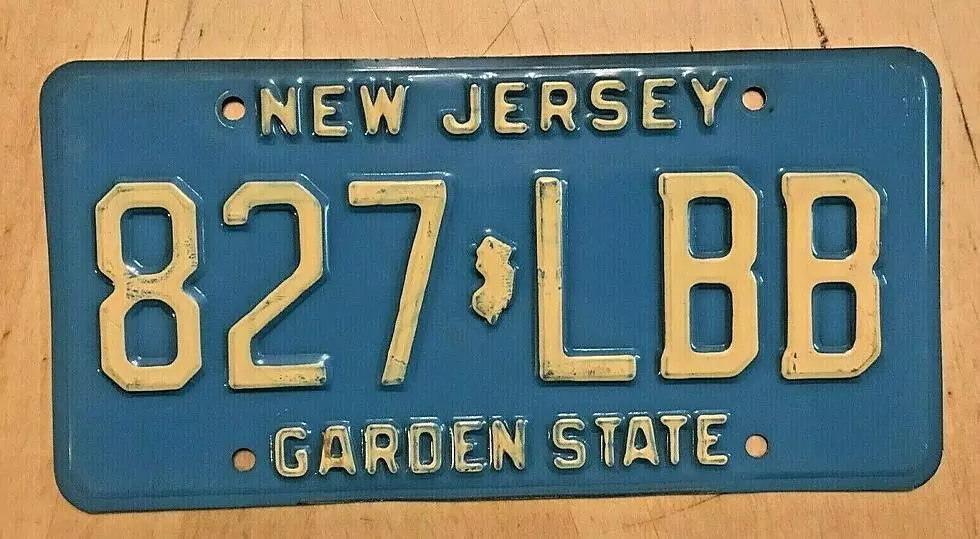 NEW JERSEY
827 LBB
GARDEN STATE